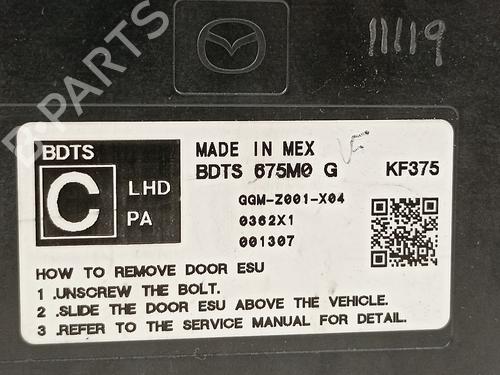 11119
B-PARTS
BDTS
C
LHD
PA
MADE IN MEX
BDTS 675M0 G
KF375
GGM-Z001-X04
0362X1
001307
HOW TO REMOVE DOOR ESU
1 .UNSCREW THE BOLT.
2 .SLIDE THE DOOR ESU ABOVE THE VEHICLE.
3 .REFER TO THE SERVICE MANUAL FOR DETAIL.